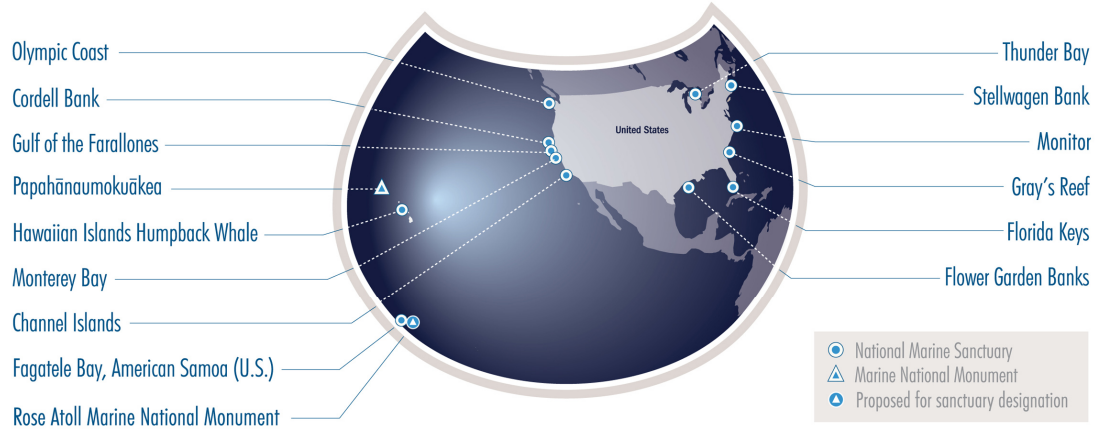 Olympic Coast
Cordell Bank
Gulf of the Farallones
Papahānaumokuākea
Hawaiian Islands Humpback Whale
Monterey Bay
Channel Islands
Fagatele Bay, American Samoa (U.S.)
Rose Atoll Marine National Monument
United States
Thunder Bay
Stellwagen Bank
Monitor
Gray's Reef
Florida Keys
Flower Garden Banks
National Marine Sanctuary
Marine National Monument
Proposed for sanctuary designation